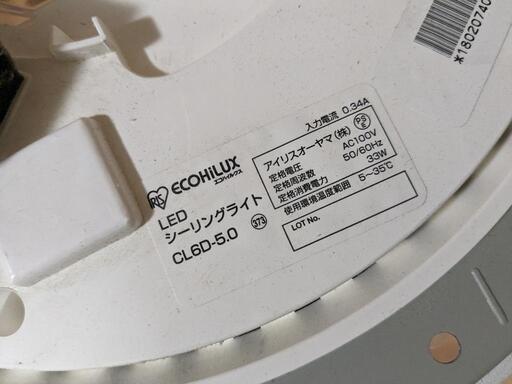 IRIS ECOHiLUX
エコハイルクス
LED
シーリングライト
CL6D-5.0
373
入力電流 0.34A
アイリスオーヤマ(株) PSE
定格電圧 AC100V
定格周波数 50/60Hz
定格消費電力 33W
使用環境温度範囲 5~35℃
LOT No.